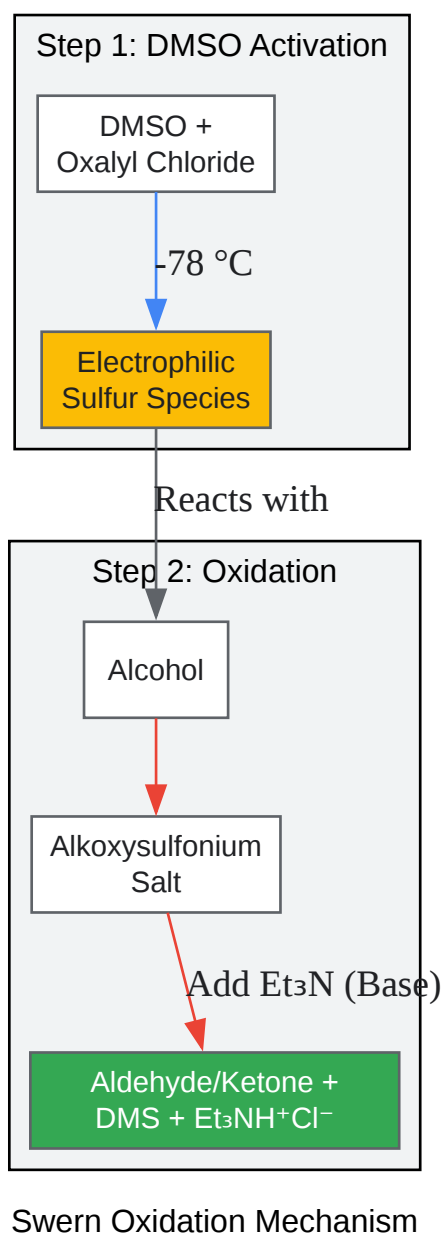 Step 1: DMSO Activation
DMSO +
Oxalyl Chloride
-78 °C
Electrophilic
Sulfur Species
Reacts with
Step 2: Oxidation
Alcohol
Alkoxysulfonium
Salt
Add Et₃N (Base)
Aldehyde/Ketone +
DMS + Et₃NH⁺Cl⁻
Swern Oxidation Mechanism